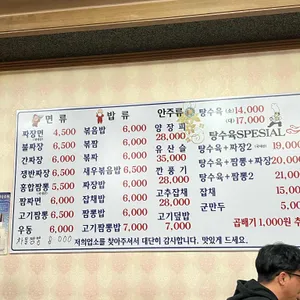 면 류
짜장면 4,500
불짜장 6,500
간짜장 6,000
생짜장 6,500
홍합짬뽕 5,500
짬짜면 6,000
고기짬뽕 6,500
우동 6,000
밥 류
볶음밥 6,000
볶짬 6,000
볶짜 6,000
새우볶음밥 6,500
짜장밥 6,000
잡채밥 6,000
짬뽕밥 6,000
고기짬뽕밥 7,000
안주류
양장피 28,000
유산슬 35,000
깐풍기 28,000
고추잡채 28,000
고기덮밥 7,000
탕수육 (소)14,000
(대) 17,000
탕수육SPESIAL
탕수육+짜장2 19,000
탕수육+짬뽕+짜장 20,000
탕수육+짬뽕2 21,000
잡채 15,000
군만두 5,000
곱빼기 1,000원
저희업소를 찾아주셔서 대단히 감사합니다. 맛있게 드세요.